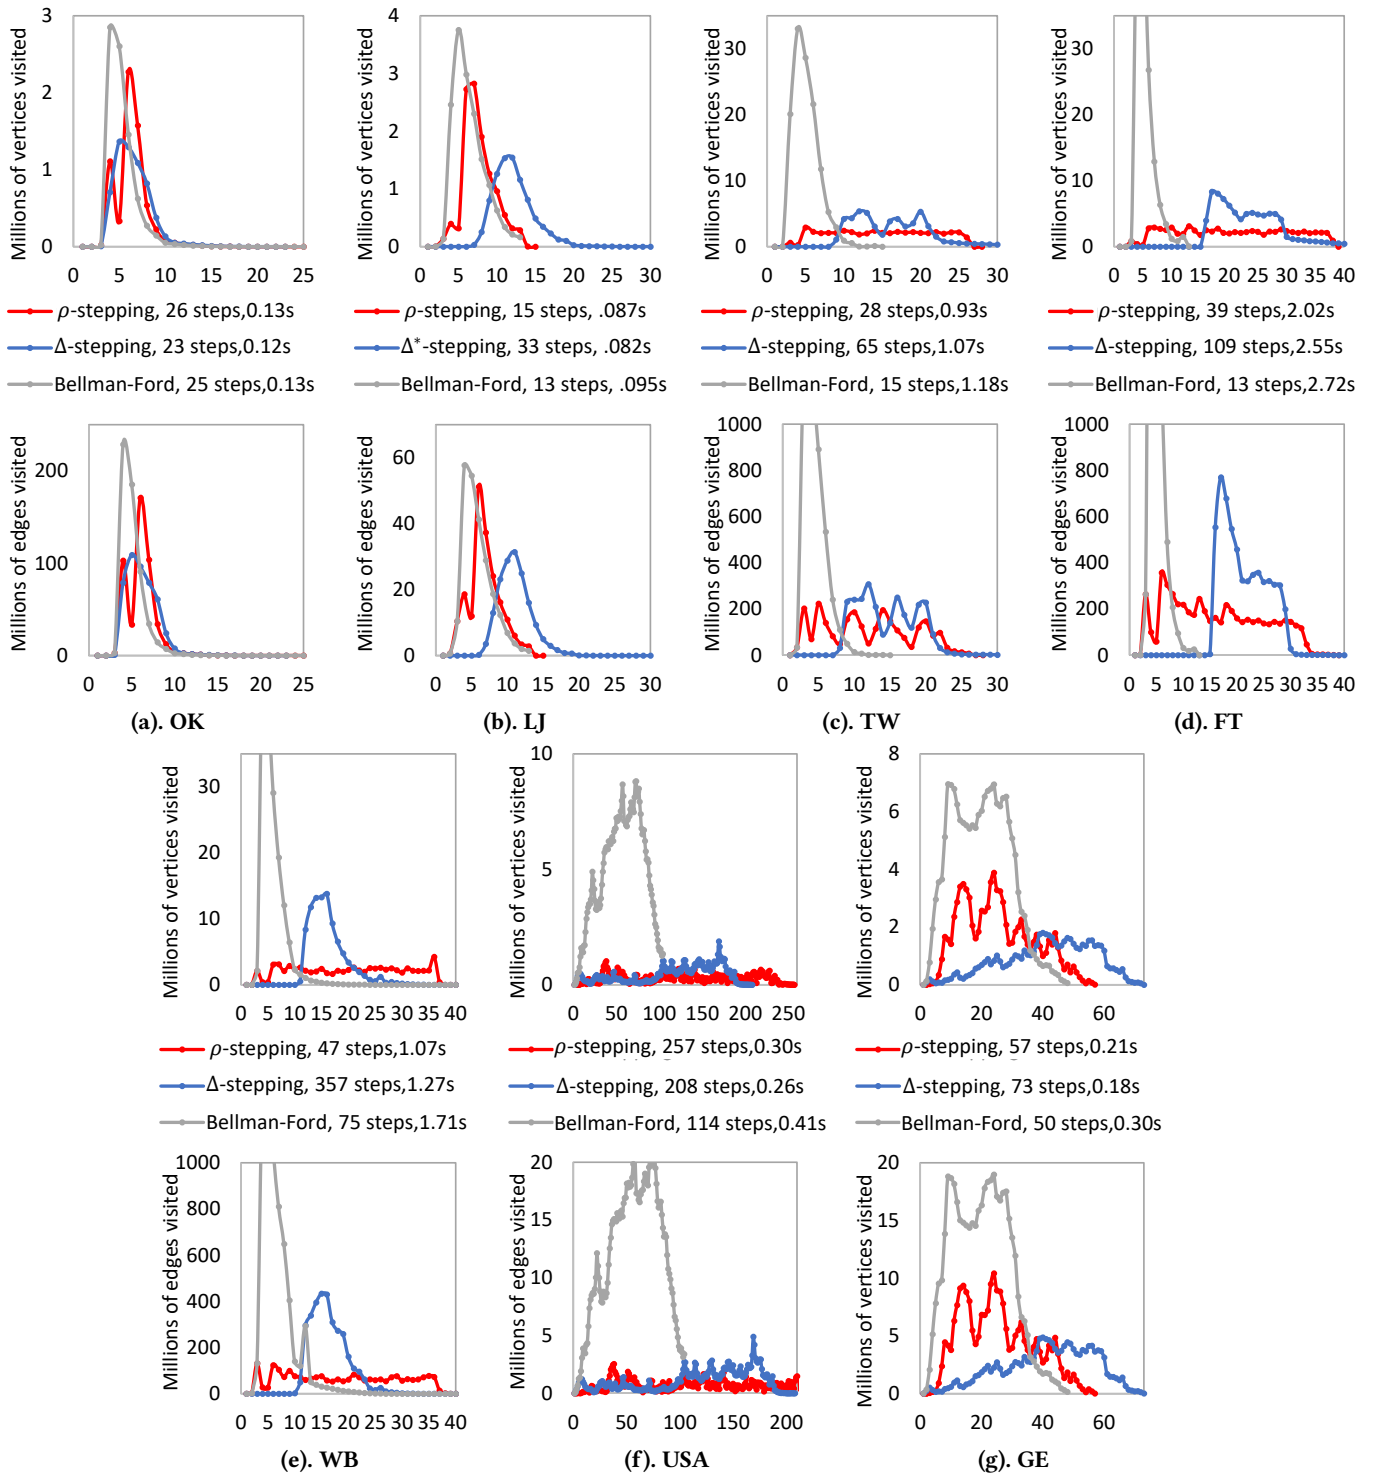 Millions of vertices visited
3
2
1
0
0 5 10 15 20 25
ρ-stepping, 26 steps,0.13s
Δ-stepping, 23 steps,0.12s
Bellman-Ford, 25 steps,0.13s
Millions of edges visited
200
100
0
0 5 10 15 20 25
(a). OK
Millions of vertices visited
4
3
2
1
0
0 5 10 15 20 25 30
ρ-stepping, 15 steps, .087s
Δ*-stepping, 33 steps, .082s
Bellman-Ford, 13 steps, .095s
Millions of edges visited
60
40
20
0
0 5 10 15 20 25 30
(b). LJ
Millions of vertices visited
30
20
10
0
0 5 10 15 20 25 30
ρ-stepping, 28 steps,0.93s
Δ-stepping, 65 steps,1.07s
Bellman-Ford, 15 steps,1.18s
Millions of edges visited
1000
800
600
400
200
0
0 5 10 15 20 25 30
(c). TW
Millions of vertices visited
30
20
10
0
0 5 10 15 20 25 30 35 40
ρ-stepping, 39 steps,2.02s
Δ-stepping, 109 steps,2.55s
Bellman-Ford, 13 steps,2.72s
Millions of edges visited
1000
800
600
400
200
0
0 5 10 15 20 25 30 35 40
(d). FT
Millions of vertices visited
30
20
10
0
0 5 10 15 20 25 30 35 40
ρ-stepping, 47 steps,1.07s
Δ-stepping, 357 steps,1.27s
Bellman-Ford, 75 steps,1.71s
Millions of edges visited
1000
800
600
400
200
0
0 5 10 15 20 25 30 35 40
(e). WB
Millions of vertices visited
10
5
0
0 50 100 150 200 250
ρ-stepping, 257 steps,0.30s
Δ-stepping, 208 steps,0.26s
Bellman-Ford, 114 steps,0.41s
Millions of edges visited
20
15
10
5
0
0 50 100 150 200
(f). USA
Millions of vertices visited
8
6
4
2
0
0 20 40 60
ρ-stepping, 57 steps,0.21s
Δ-stepping, 73 steps,0.18s
Bellman-Ford, 50 steps,0.30s
Millions of vertices visited
20
15
10
5
0
0 20 40 60
(g). GE